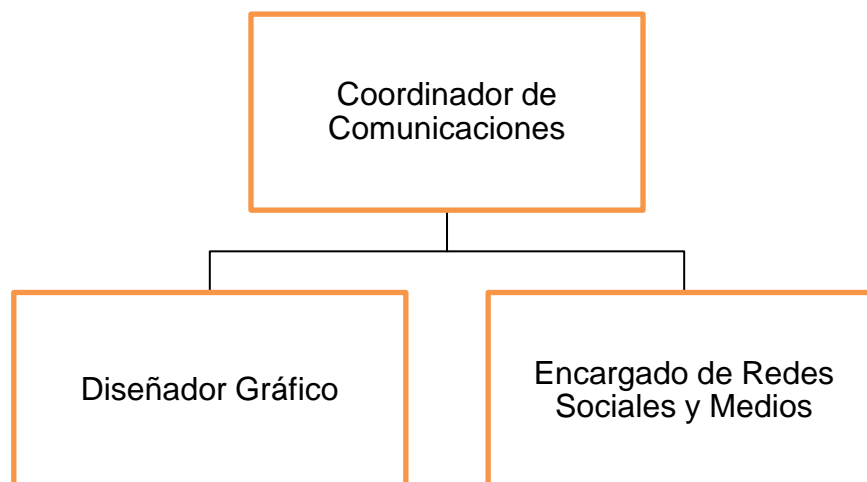 Coordinador de
Comunicaciones
Diseñador Gráfico
Encargado de Redes
Sociales y Medios